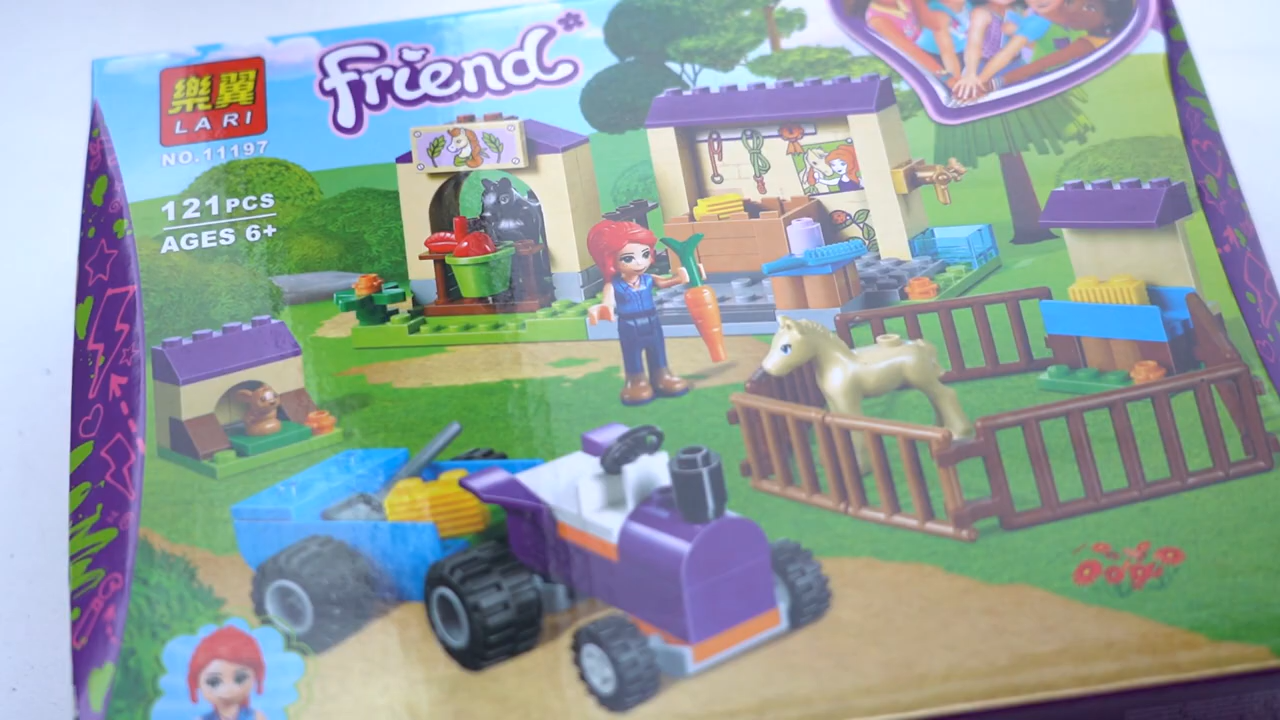 樂翼
LARI
NO.11197
Friend
121PCS
AGES 6+